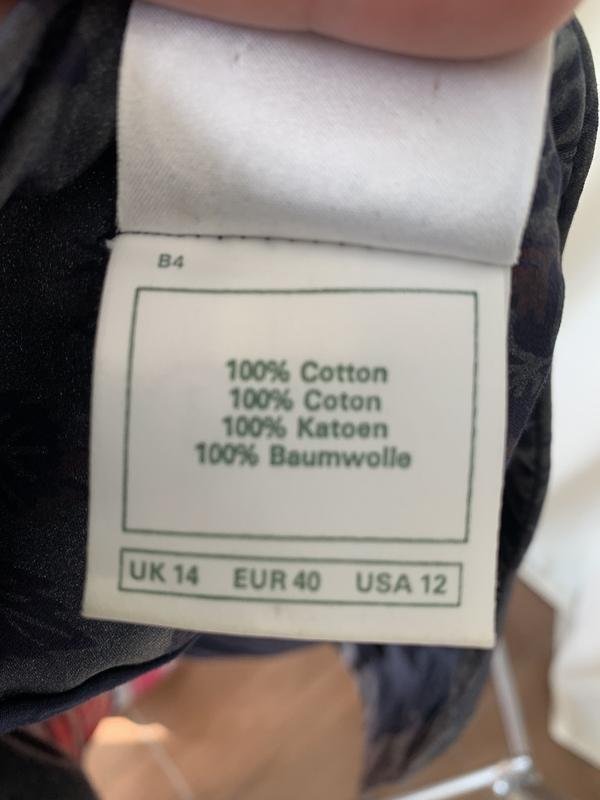 B4
100% Cotton
100% Coton
100% Katoen
100% Baumwolle
UK 14 EUR 40 USA 12